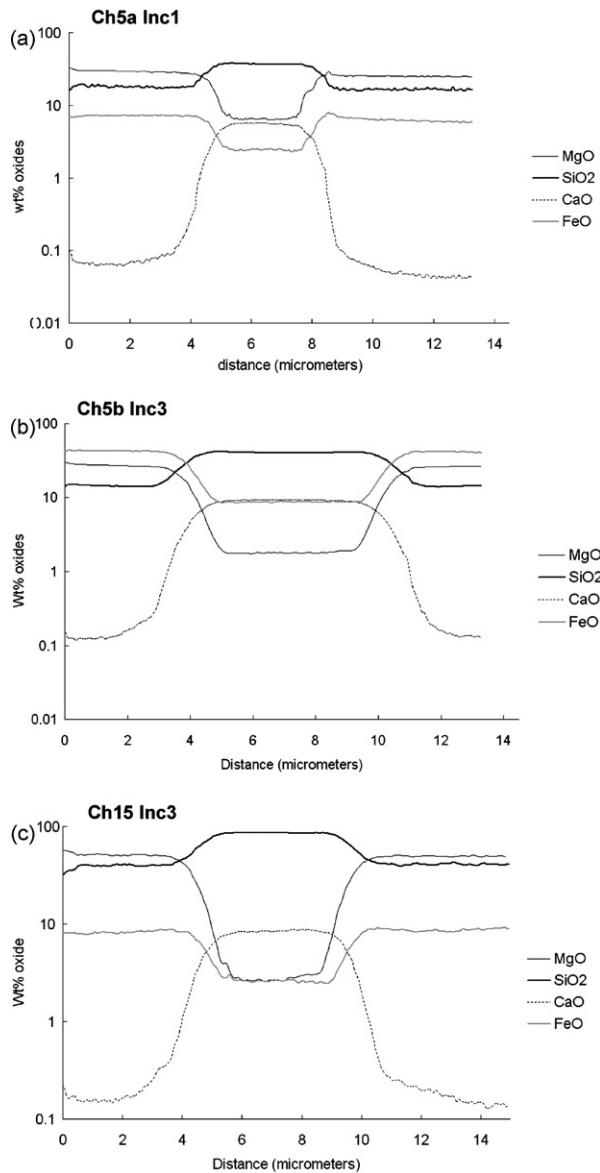 Ch5a Inc1
(a)
100
10
1
0.1
0.01
wt% oxides
0 2 4 6 8 10 12 14
distance (micrometers)
MgO
SiO2
CaO
FeO
Ch5b Inc3
(b)
100
10
1
0.1
0.01
Wt% oxides
0 2 4 6 8 10 12 14
Distance (micrometers)
MgO
SiO2
CaO
FeO
Ch15 Inc3
(c)
100
10
1
0.1
Wt% oxide
0 2 4 6 8 10 12 14
Distance (micrometers)
MgO
SiO2
CaO
FeO